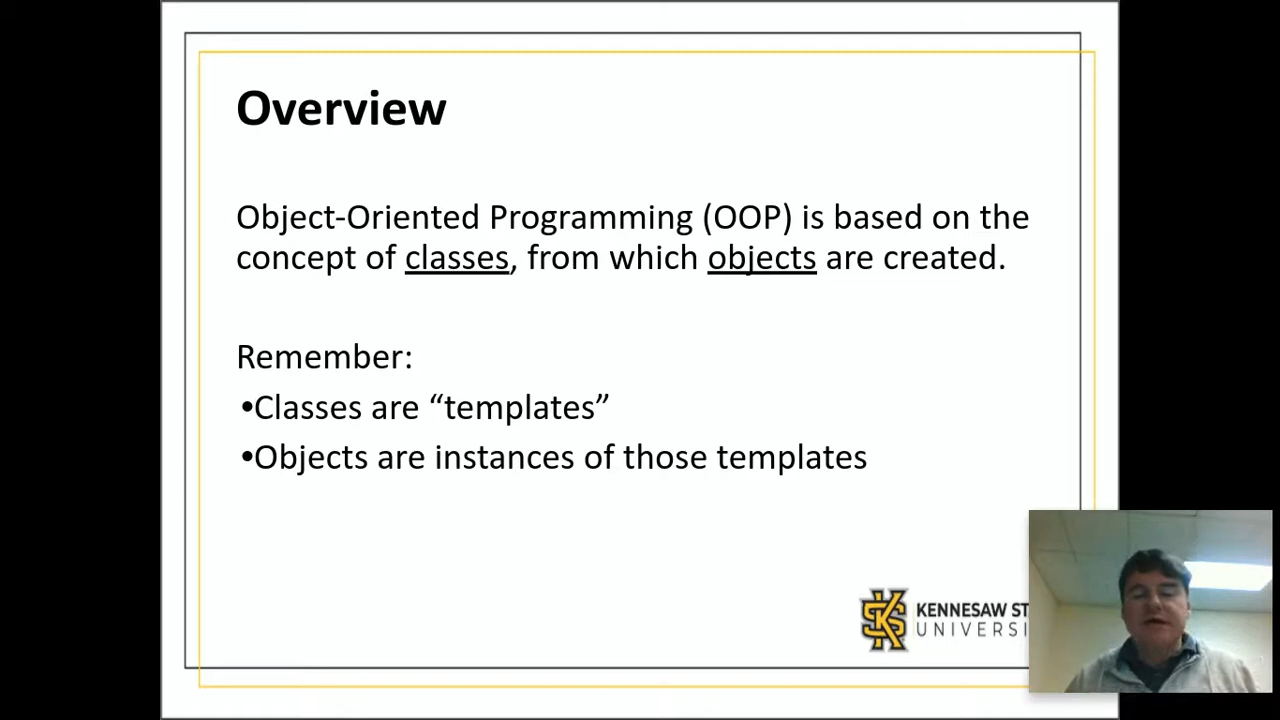 Overview
Object-Oriented Programming (OOP) is based on the
concept of classes, from which objects are created.
Remember:
•Classes are “templates”
•Objects are instances of those templates
KENNESAW ST
UNIVERSI